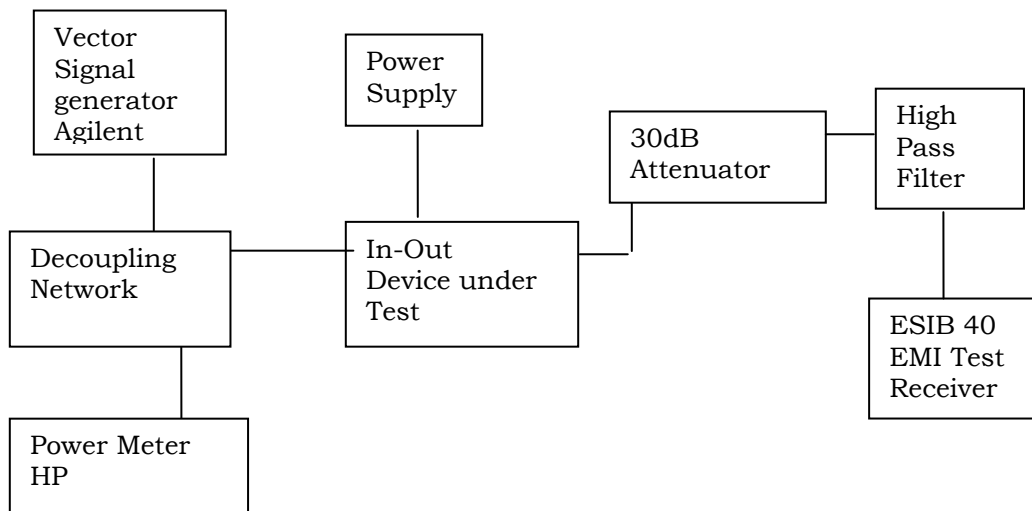 Vector
Signal
generator
Agilent
Power
Supply
30dB
Attenuator
High
Pass
Filter
Decoupling
Network
In-Out
Device under
Test
ESIB 40
EMI Test
Receiver
Power Meter
HP